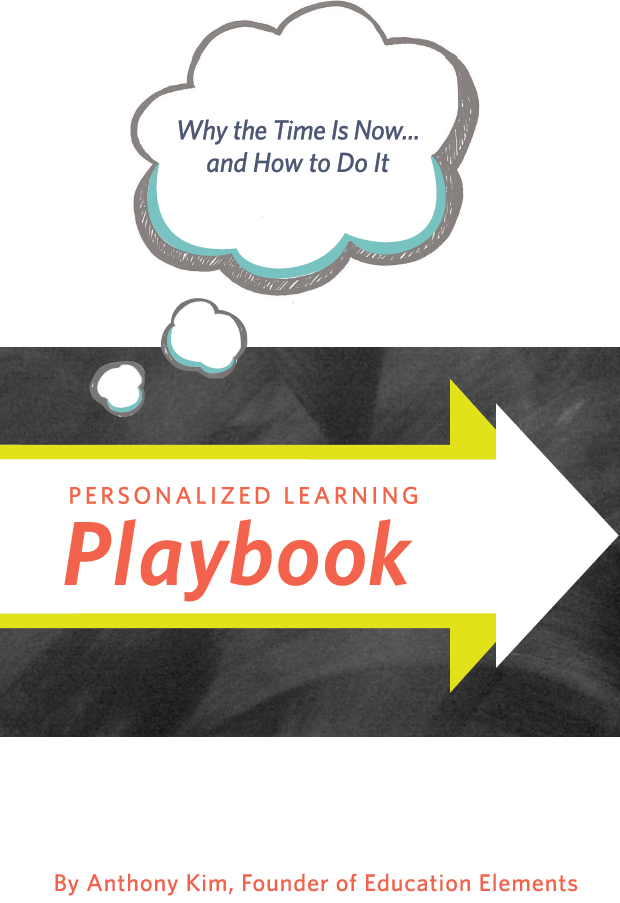 Why the Time Is Now...
and How to Do It
PERSONALIZED LEARNING
Playbook
By Anthony Kim, Founder of Education Elements